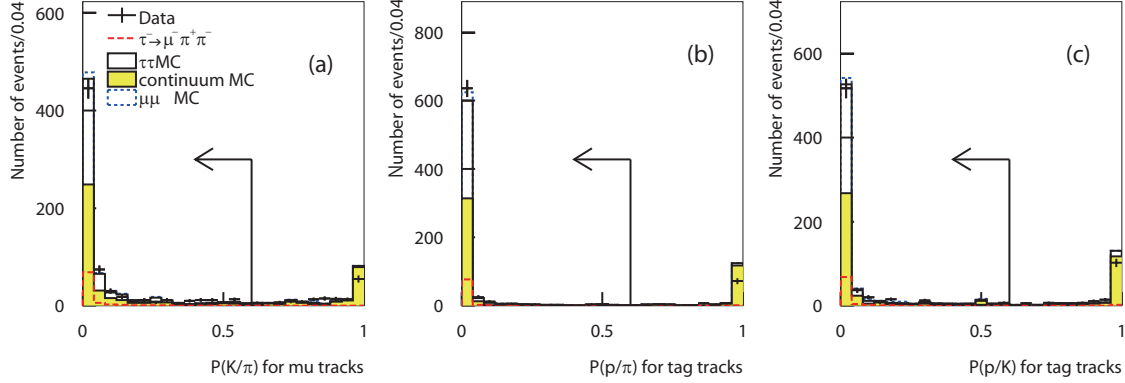 Number of events/0.04
600
400
200
0
Data
τ⁻→μ⁻π⁺π⁻
ττMC
continuum MC
μμ MC
(a)
0
0.5
1
P(K/π) for mu tracks
Number of events/0.04
800
600
400
200
0
(b)
0
0.5
1
P(p/π) for tag tracks
Number of events/0.04
600
400
200
0
(c)
0
0.5
1
P(p/K) for tag tracks